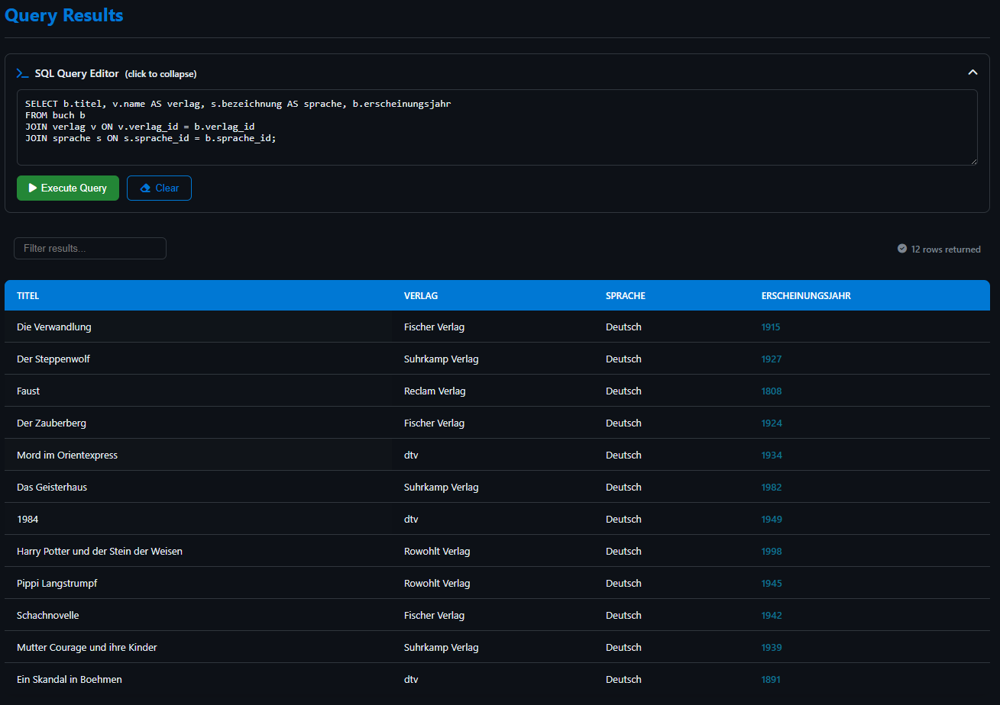 Query Results
SQL Query Editor (click to collapse)
SELECT b.titel, v.name AS verlag, s.bezeichnung AS sprache, b.erscheinungsjahr
FROM buch b
JOIN verlag v ON v.verlag_id = b.verlag_id
JOIN sprache s ON s.sprache_id = b.sprache_id;
Execute Query Clear
Filter results... 12 rows returned
TITEL VERLAG SPRACHE ERSCHEINUNGSJAHR
Die Verwandlung Fischer Verlag Deutsch 1915
Der Steppenwolf Suhrkamp Verlag Deutsch 1927
Faust Reclam Verlag Deutsch 1808
Der Zauberberg Fischer Verlag Deutsch 1924
Mord im Orientexpress dtv Deutsch 1934
Das Geisterhaus Suhrkamp Verlag Deutsch 1982
1984 dtv Deutsch 1949
Harry Potter und der Stein der Weisen Rowohlt Verlag Deutsch 1998
Pippi Langstrumpf Rowohlt Verlag Deutsch 1945
Schachnovelle Fischer Verlag Deutsch 1942
Mutter Courage und ihre Kinder Suhrkamp Verlag Deutsch 1939
Ein Skandal in Boehmen dtv Deutsch 1891